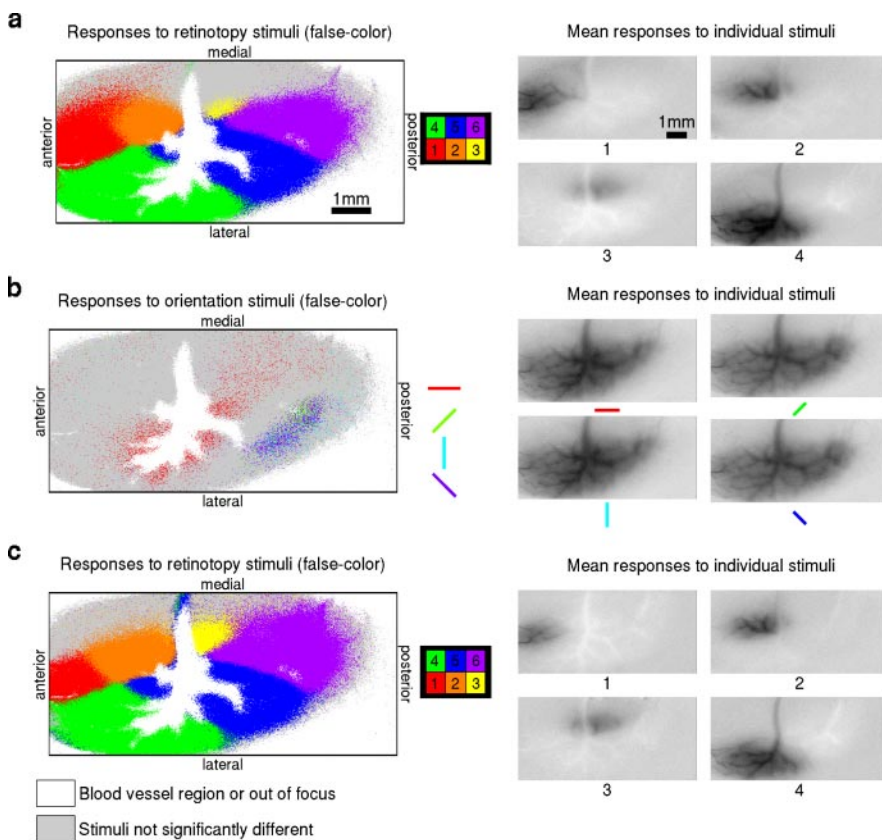 a
Responses to retinotopy stimuli (false-color)
medial
anterior
posterior
lateral
1mm
4 5 6
1 2 3
Mean responses to individual stimuli
1mm
1
2
3
4
b
Responses to orientation stimuli (false-color)
medial
anterior
posterior
lateral
Mean responses to individual stimuli
c
Responses to retinotopy stimuli (false-color)
medial
anterior
posterior
lateral
4 5 6
1 2 3
Mean responses to individual stimuli
1
2
3
4
Blood vessel region or out of focus
Stimuli not significantly different